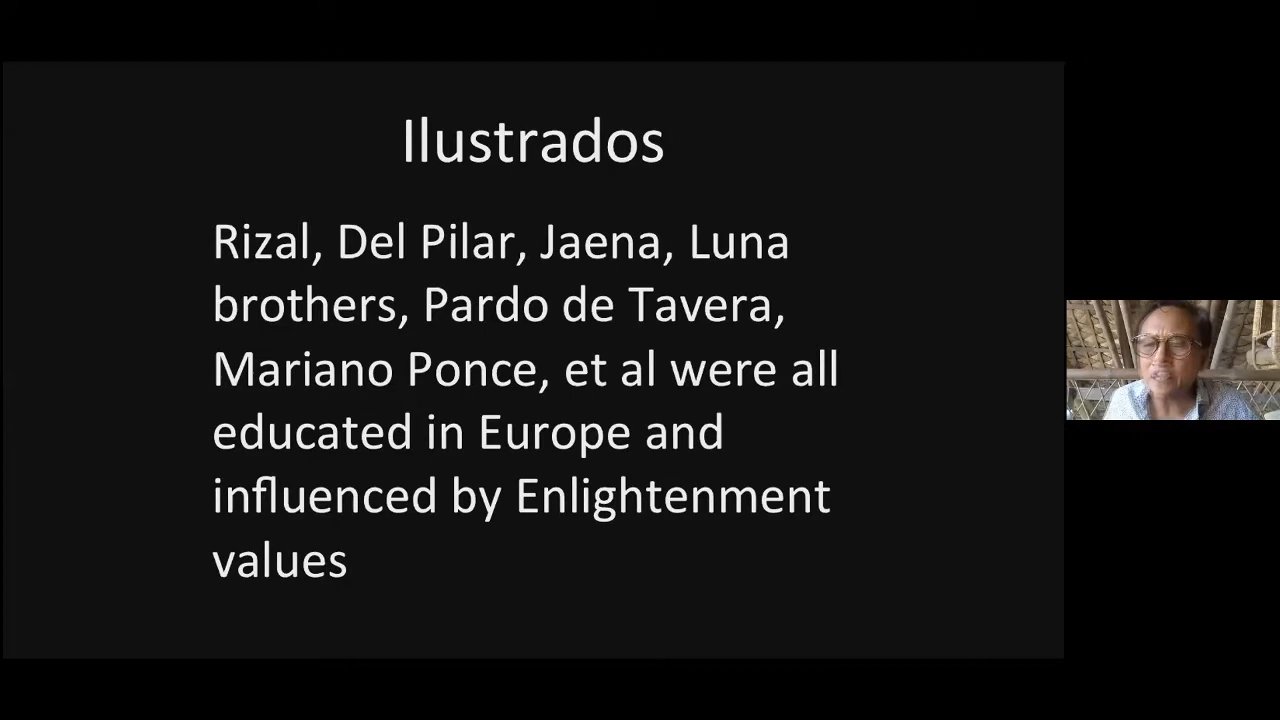 Ilustrados
Rizal, Del Pilar, Jaena, Luna
brothers, Pardo de Tavera,
Mariano Ponce, et al were all
educated in Europe and
influenced by Enlightenment
values